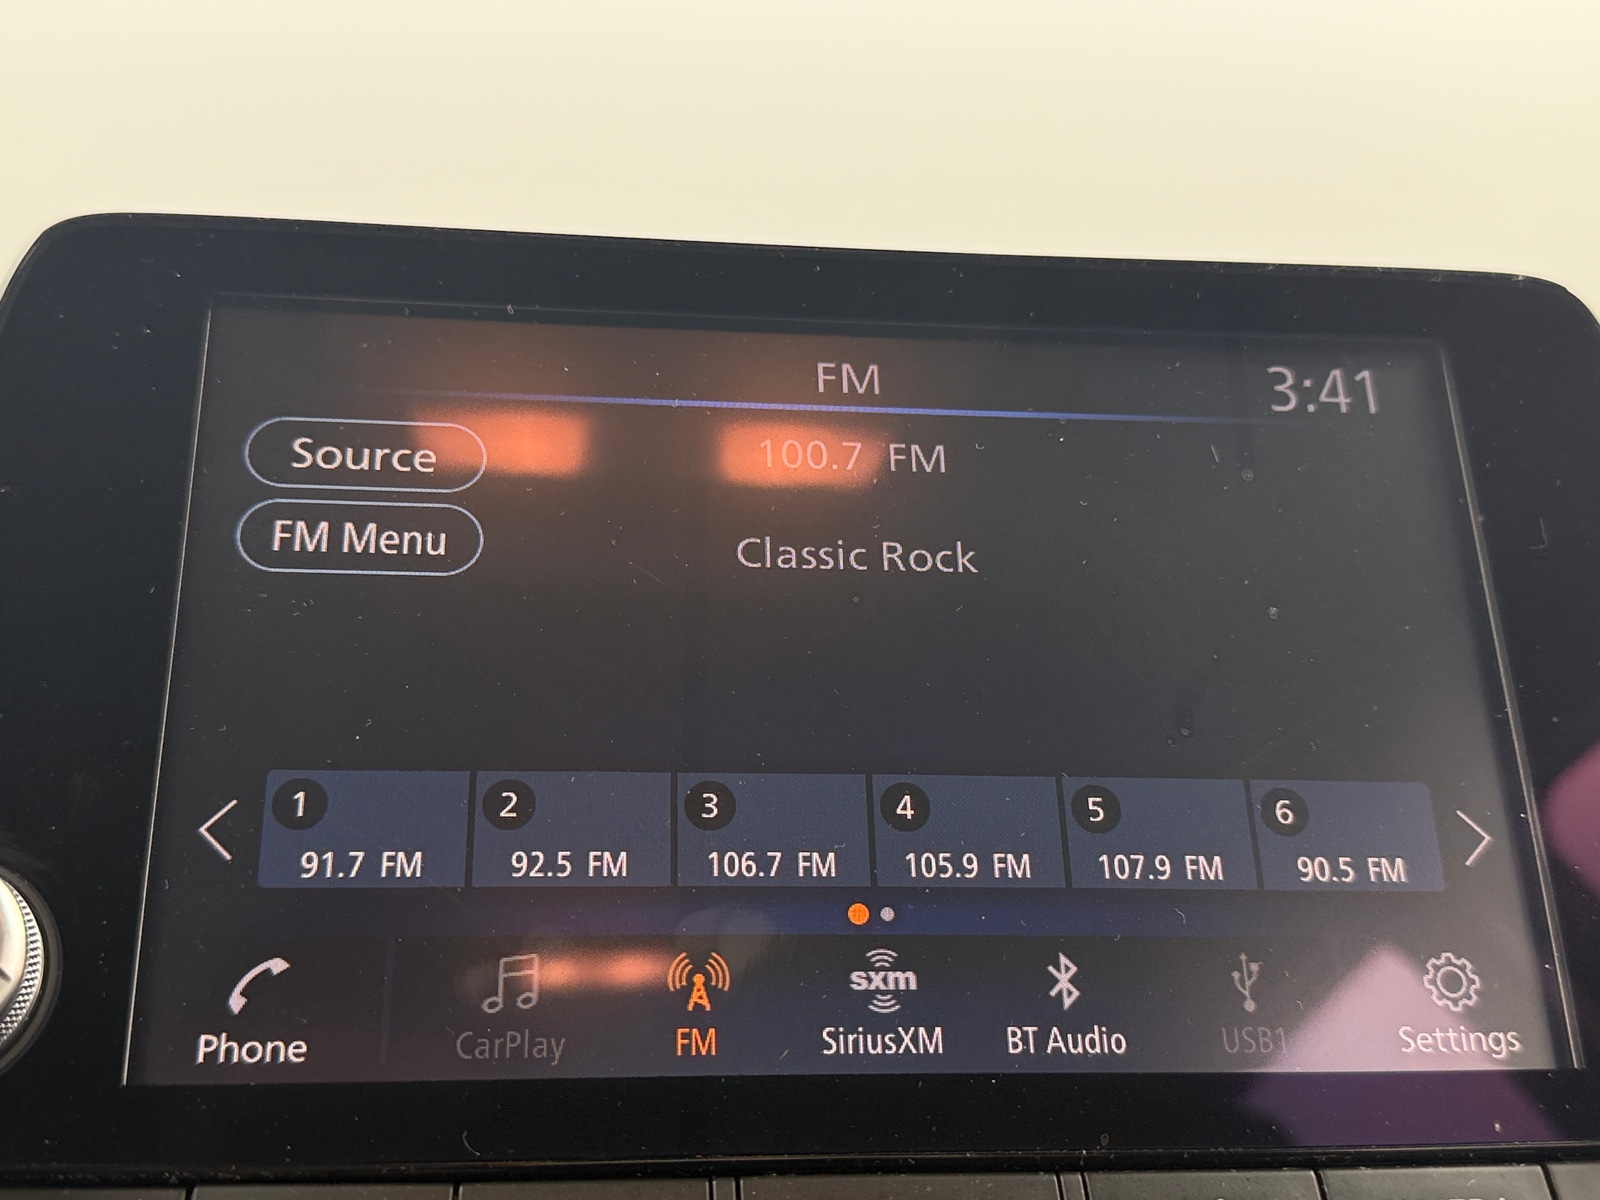 FM
3:41
Source
100.7 FM
FM Menu
Classic Rock
1 2 3 4 5 6
91.7 FM 92.5 FM 106.7 FM 105.9 FM 107.9 FM 90.5 FM
sxm
Phone CarPlay FM SiriusXM BT Audio USB1 Settings